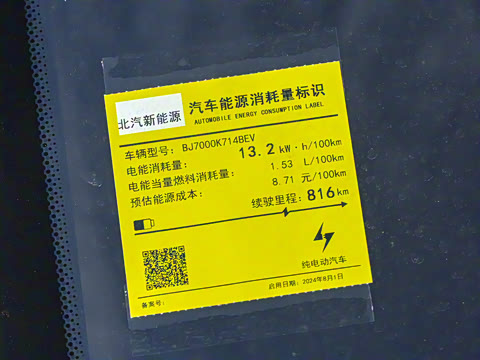 北汽新能源
汽车能源消耗量标识
AUTOMOBILE ENERGY CONSUMPTION LABEL
车辆型号: BJ7000K714BEV
电能消耗量: 13.2 kW·h/100km
电能当量燃料消耗量: 1.53 L/100km
预估能源成本: 8.71 元/100km
续驶里程: 816km
纯电动汽车
备案号:
启用日期: 2024年8月1日